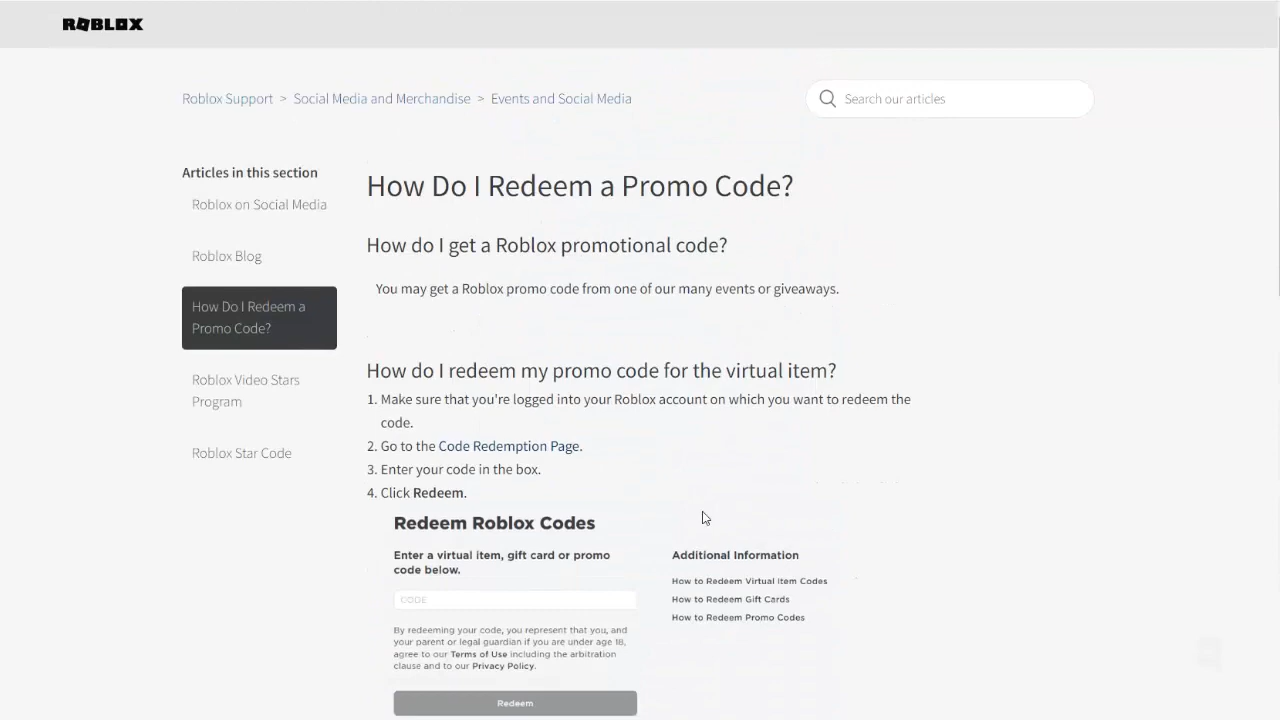 ROBLOX
Roblox Support > Social Media and Merchandise > Events and Social Media
Search our articles
Articles in this section
Roblox on Social Media
Roblox Blog
How Do I Redeem a
Promo Code?
Roblox Video Stars
Program
Roblox Star Code
How Do I Redeem a Promo Code?
How do I get a Roblox promotional code?
You may get a Roblox promo code from one of our many events or giveaways.
How do I redeem my promo code for the virtual item?
1. Make sure that you're logged into your Roblox account on which you want to redeem the
code.
2. Go to the Code Redemption Page.
3. Enter your code in the box.
4. Click Redeem.
Redeem Roblox Codes
Enter a virtual item, gift card or promo
code below.
CODE
By redeeming your code, you represent that you, and
your parent or legal guardian if you are under age 18,
agree to our Terms of Use including the arbitration
clause and to our Privacy Policy.
Redeem
Additional Information
How to Redeem Virtual Item Codes
How to Redeem Gift Cards
How to Redeem Promo Codes